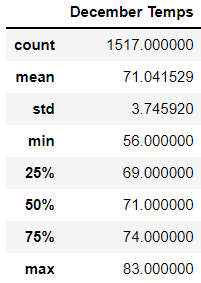 December Temps
count 1517.000000
mean 71.041529
std 3.745920
min 56.000000
25% 69.000000
50% 71.000000
75% 74.000000
max 83.000000